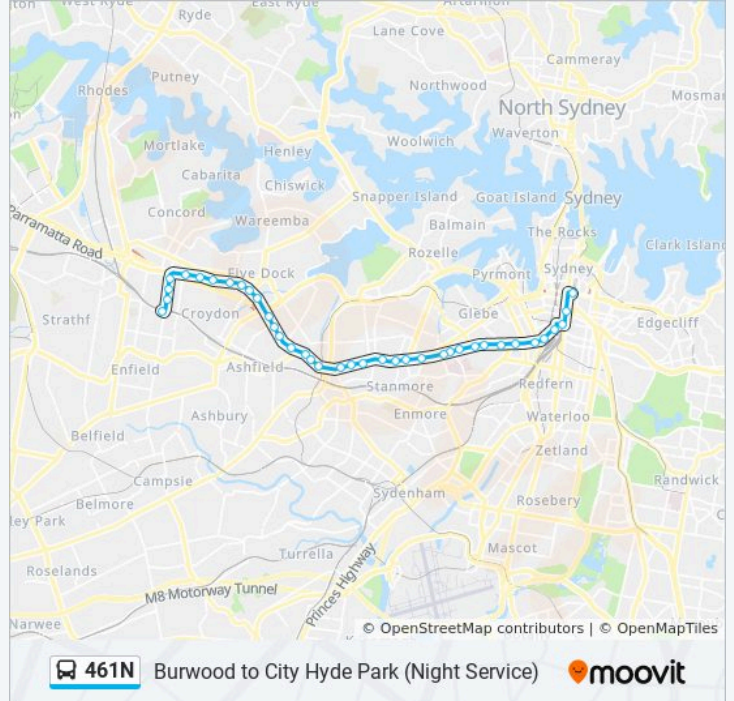 ton
West Ryde
East Ryde
Artarmon
Ryde
Lane Cove
Cammeray
Putney
Rhodes
Northwood
North Sydney
Mosman
Waverton
Mortlake
Henley
Woolwich
Cabarita
Chiswick
Snapper Island
Goat Island
Sydney
Concord
Wareemba
Balmain
The Rocks
Parramatta Road
Rozelle
Clark Island
Five Dock
Pyrmont
Sydney
Strathf
Croydon
Glebe
Edgecliff
Enfield
Ashfield
Stanmore
Redfern
Ashbury
Enmore
Waterloo
Belfield
Zetland
Campsie
Randwick
Belmore
Sydenham
Rosebery
ley Park
Turrella
Mascot
Roselands
M8 Motorway Tunnel
Princes Highway
Narwee
© OpenStreetMap contributors | © OpenMapTiles
461N Burwood to City Hyde Park (Night Service) moovit